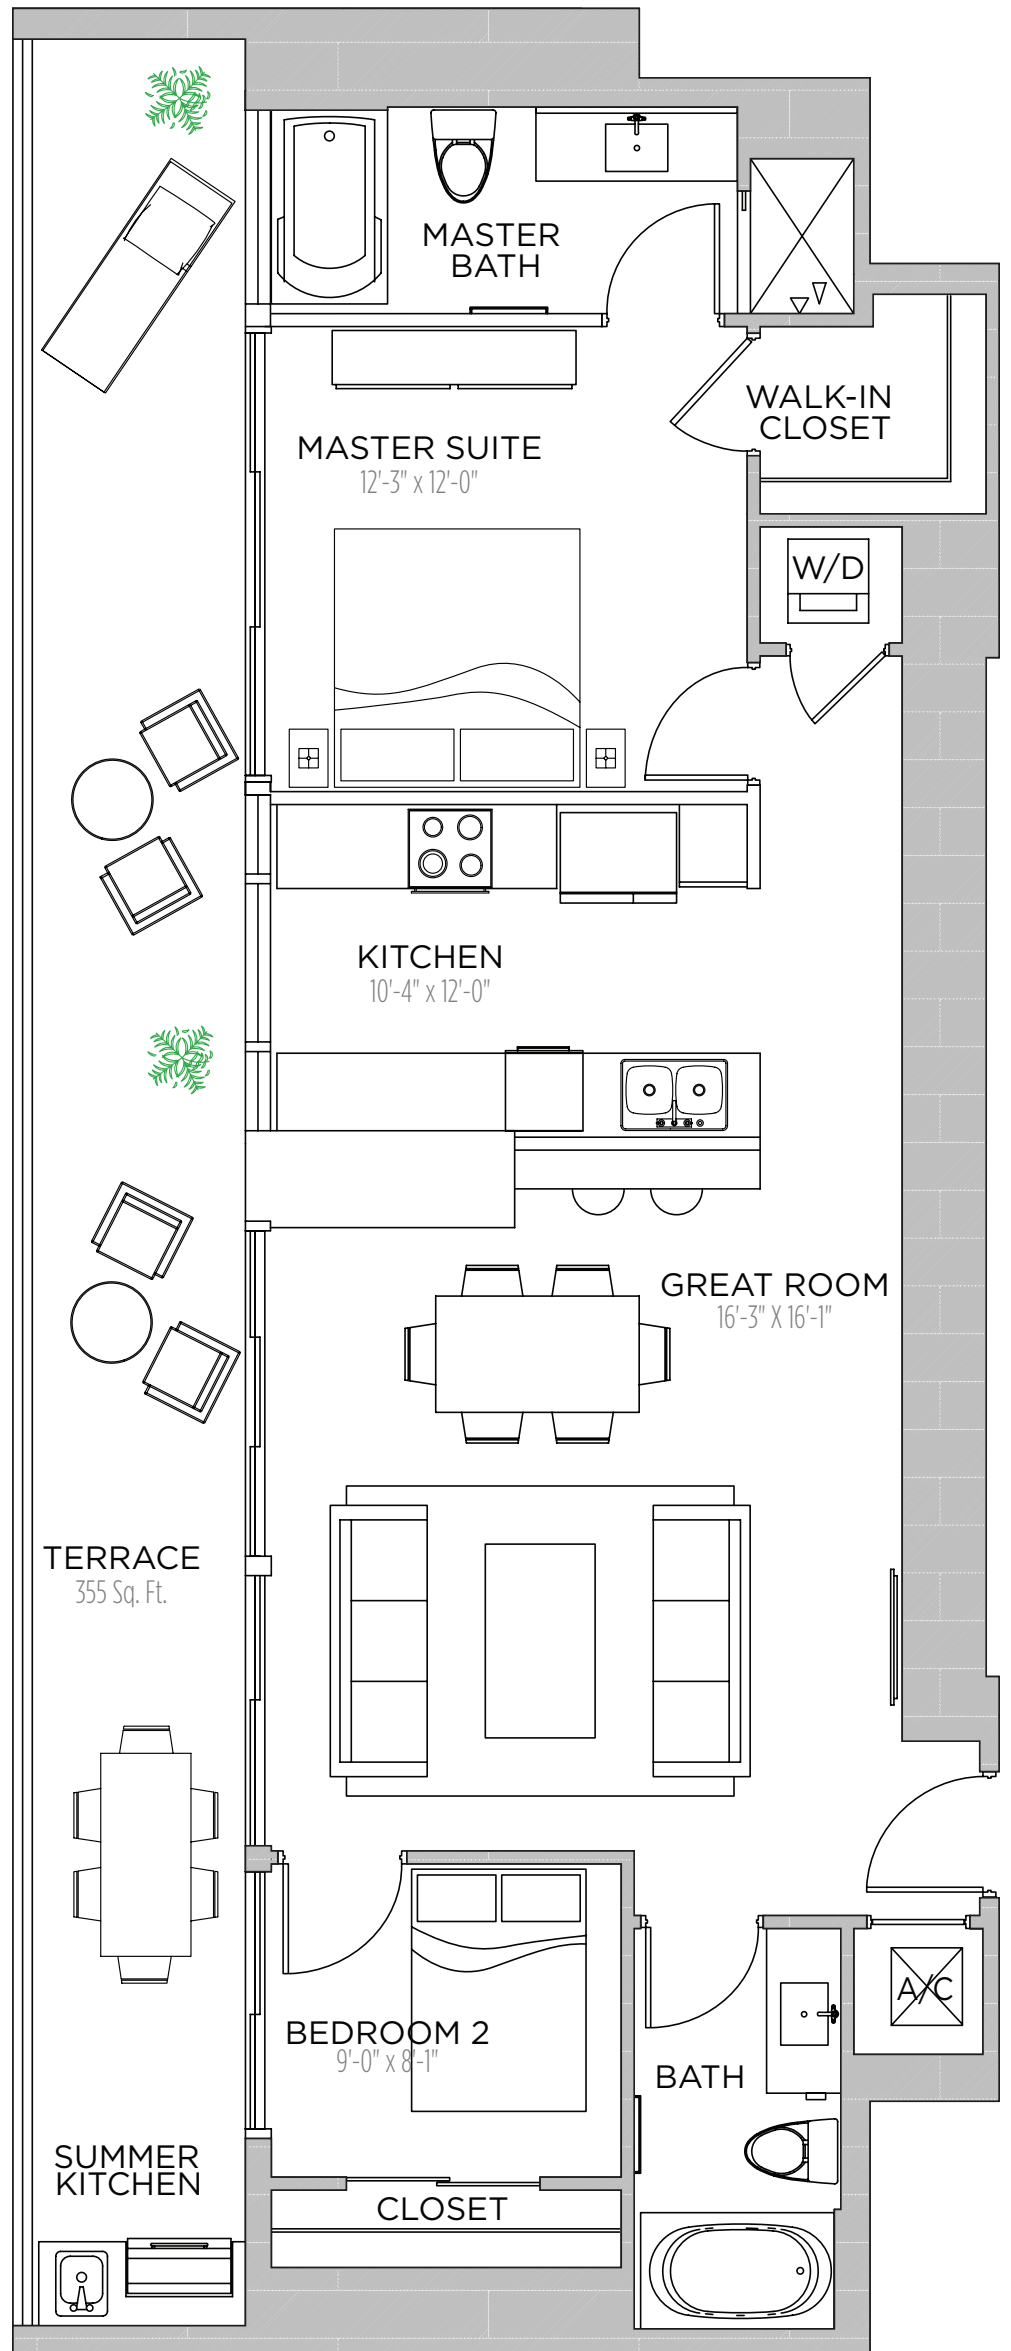 MASTER
BATH
WALK-IN
CLOSET
MASTER SUITE
12'-3" x 12'-0"
W/D
KITCHEN
10'-4" x 12'-0"
GREAT ROOM
16'-3" X 16'-1"
TERRACE
355 Sq. Ft.
A/C
BEDROOM 2
9'-0" x 8'-1"
BATH
SUMMER
KITCHEN
CLOSET